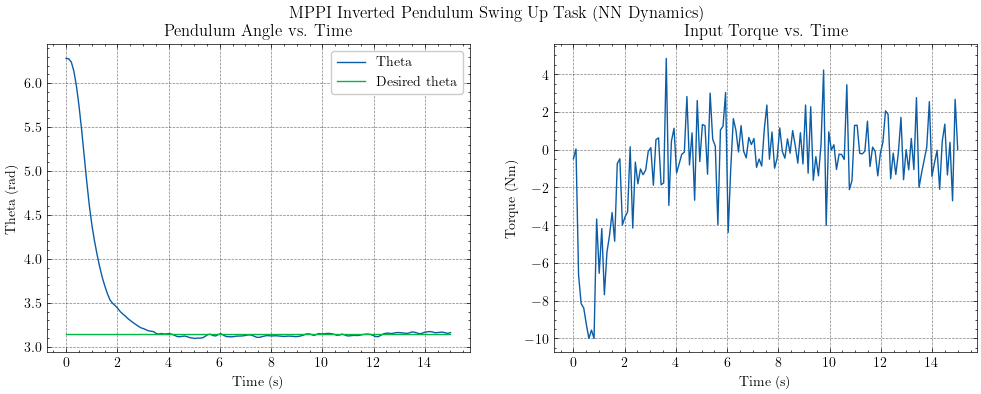 MPPI Inverted Pendulum Swing Up Task (NN Dynamics)
Pendulum Angle vs. Time
Theta (rad)
6.0
5.5
5.0
4.5
4.0
3.5
3.0
Theta
Desired theta
0 2 4 6 8 10 12 14
Time (s)
Input Torque vs. Time
Torque (Nm)
4
2
0
−2
−4
−6
−8
−10
0 2 4 6 8 10 12 14
Time (s)